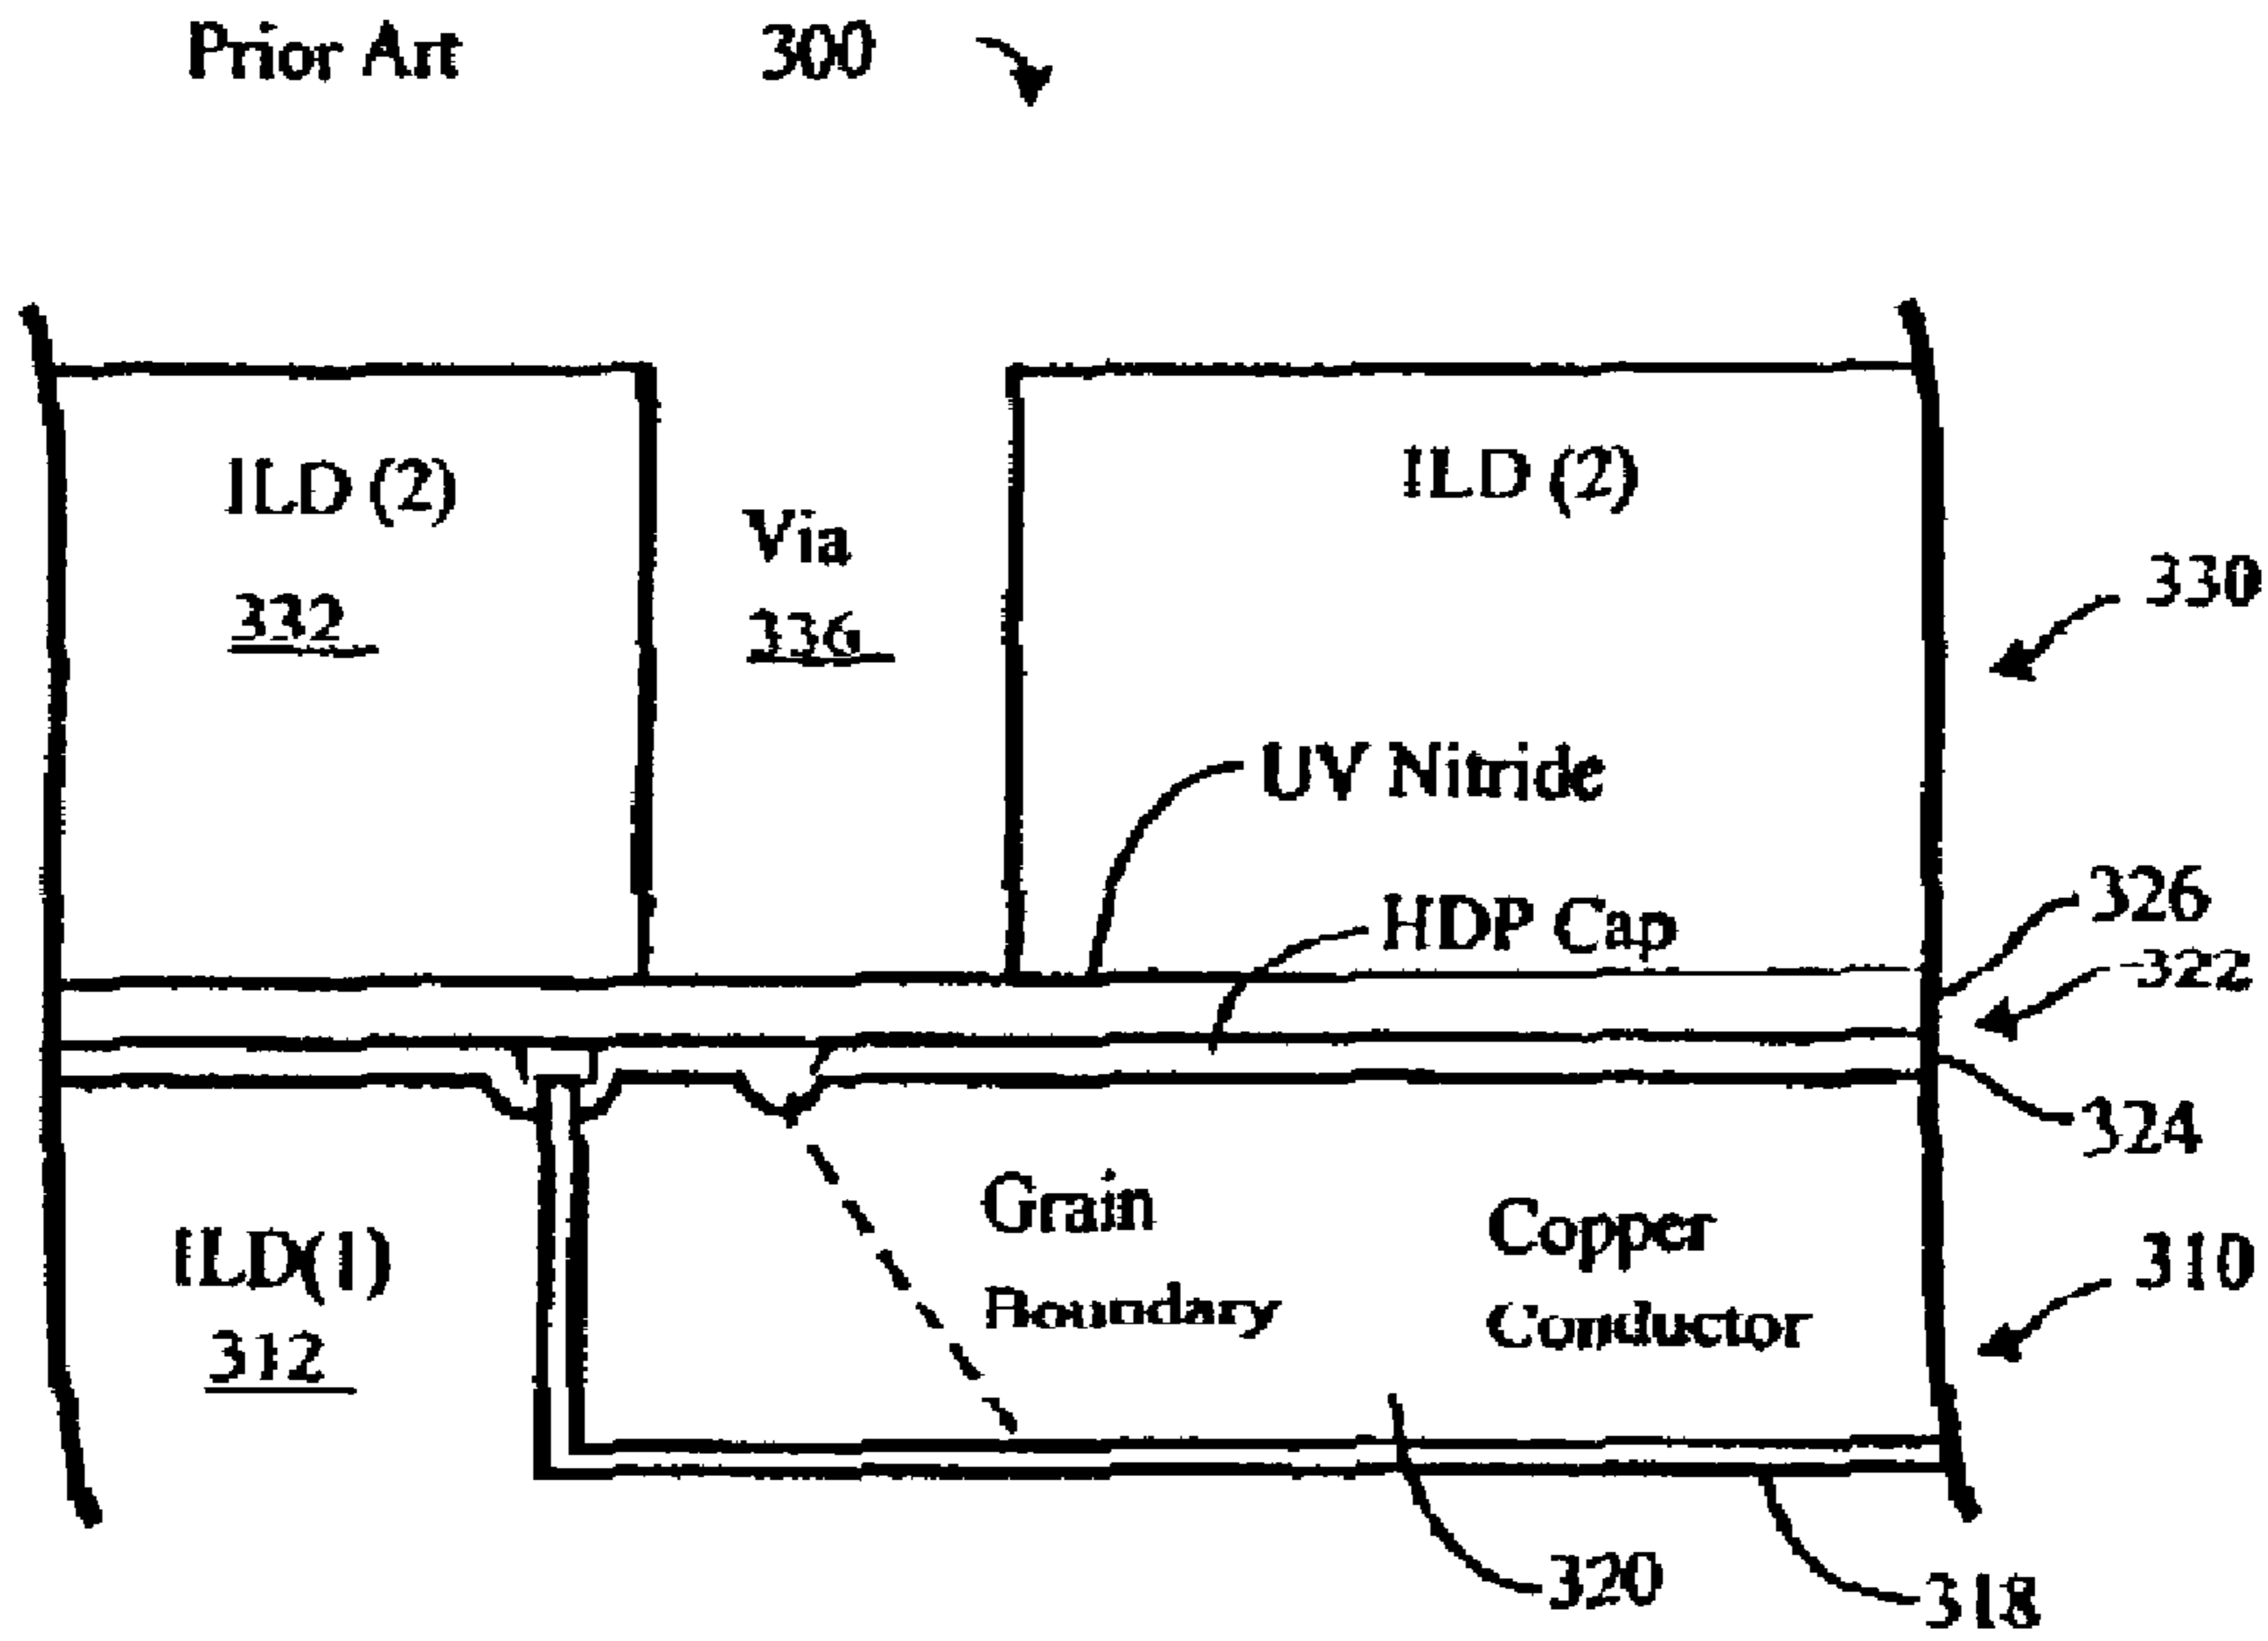 Prior Art
300
ILD (2)
332
Via
336
ILD (2)
330
UV Nitride
HDP Cap
326
322
324
ILD(1)
312
Grain
Boundary
Copper
Conductor
310
320
318